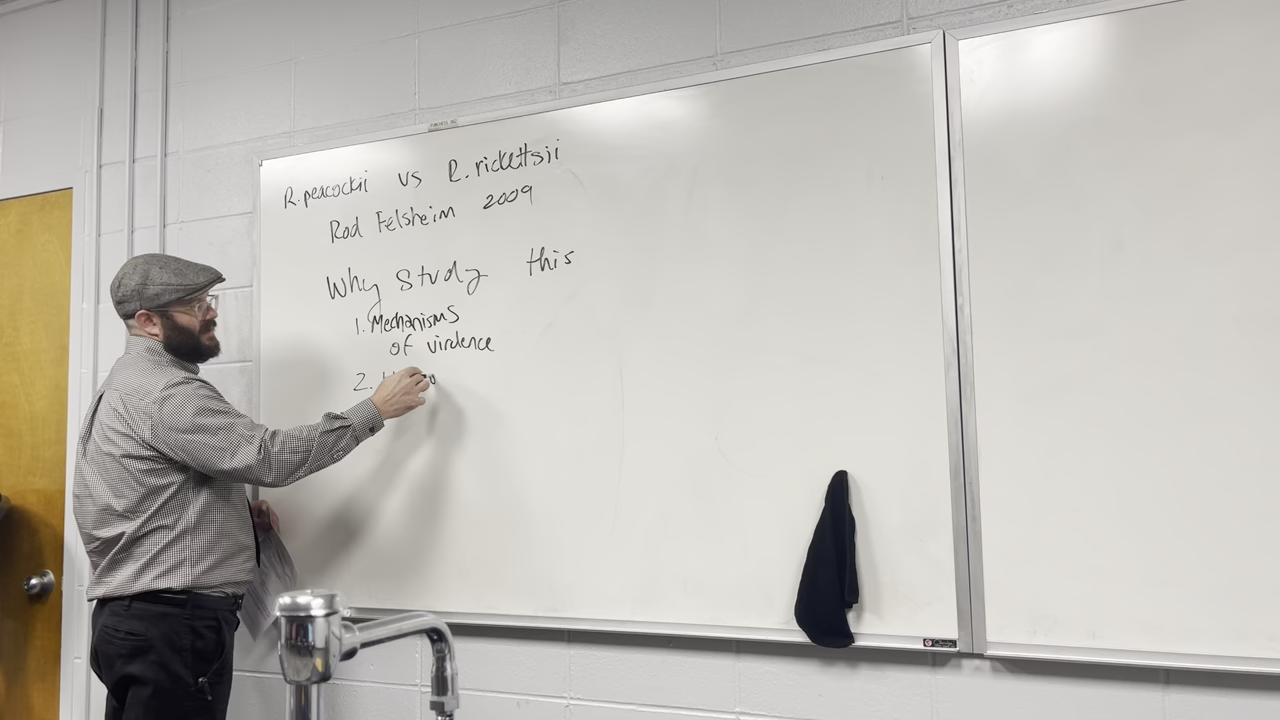 R. peacockii vs R. rickettsii
Rod Felsheim 2009
Why Study this
1. Mechanisms
of virulence
2.